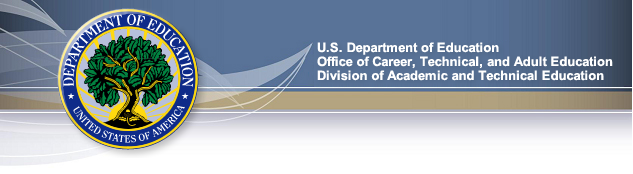 DEPARTMENT OF EDUCATION
UNITED STATES OF AMERICA
U.S. Department of Education
Office of Career, Technical, and Adult Education
Division of Academic and Technical Education